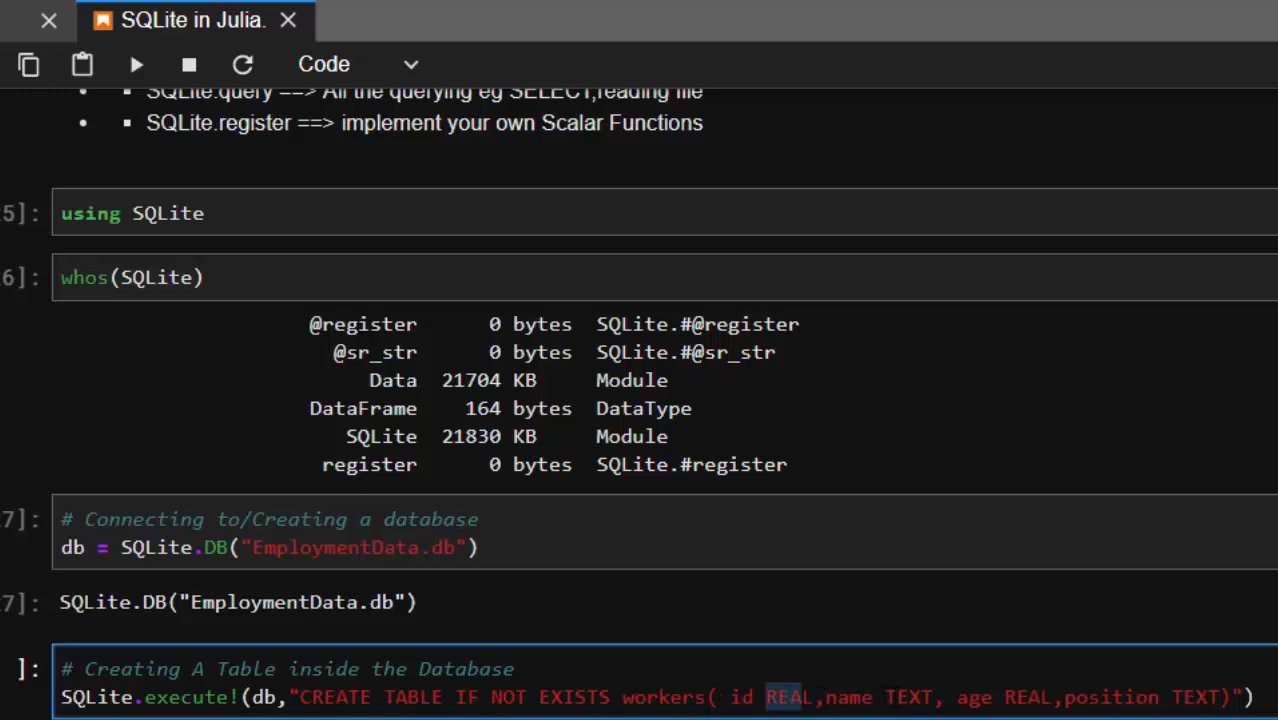 SQLite in Julia.
Code
SQLite.query ==> All the querying eg SELECT,reading file
SQLite.register ==> implement your own Scalar Functions
5]: using SQLite
6]: whos(SQLite)
@register 0 bytes SQLite.#@register
@sr_str 0 bytes SQLite.#@sr_str
Data 21704 KB Module
DataFrame 164 bytes DataType
SQLite 21830 KB Module
register 0 bytes SQLite.#register
7]: # Connecting to/Creating a database
db = SQLite.DB("EmploymentData.db")
7]: SQLite.DB("EmploymentData.db")
]: # Creating A Table inside the Database
SQLite.execute!(db,"CREATE TABLE IF NOT EXISTS workers( id REAL,name TEXT, age REAL,position TEXT)")